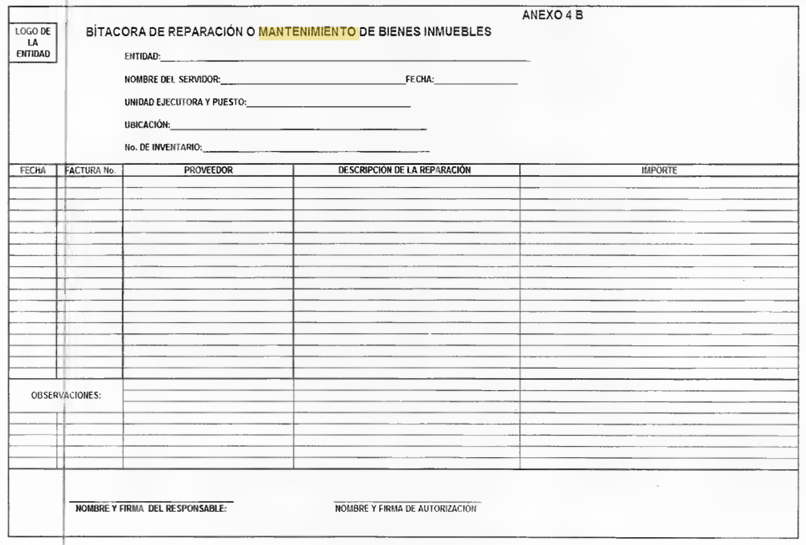 ANEXO 4 B
LOGO DE
LA
ENTIDAD
BÍTACORA DE REPARACIÓN O MANTENIMIENTO DE BIENES INMUEBLES
ENTIDAD:
NOMBRE DEL SERVIDOR: FECHA:
UNIDAD EJECUTORA Y PUESTO:
UBICACIÓN:
No. DE INVENTARIO:
FECHA FACTURA No. PROVEEDOR DESCRIPCIÓN DE LA REPARACIÓN IMPORTE
OBSERVACIONES:
NOMBRE Y FIRMA DEL RESPONSABLE: NOMBRE Y FIRMA DE AUTORIZACIÓN